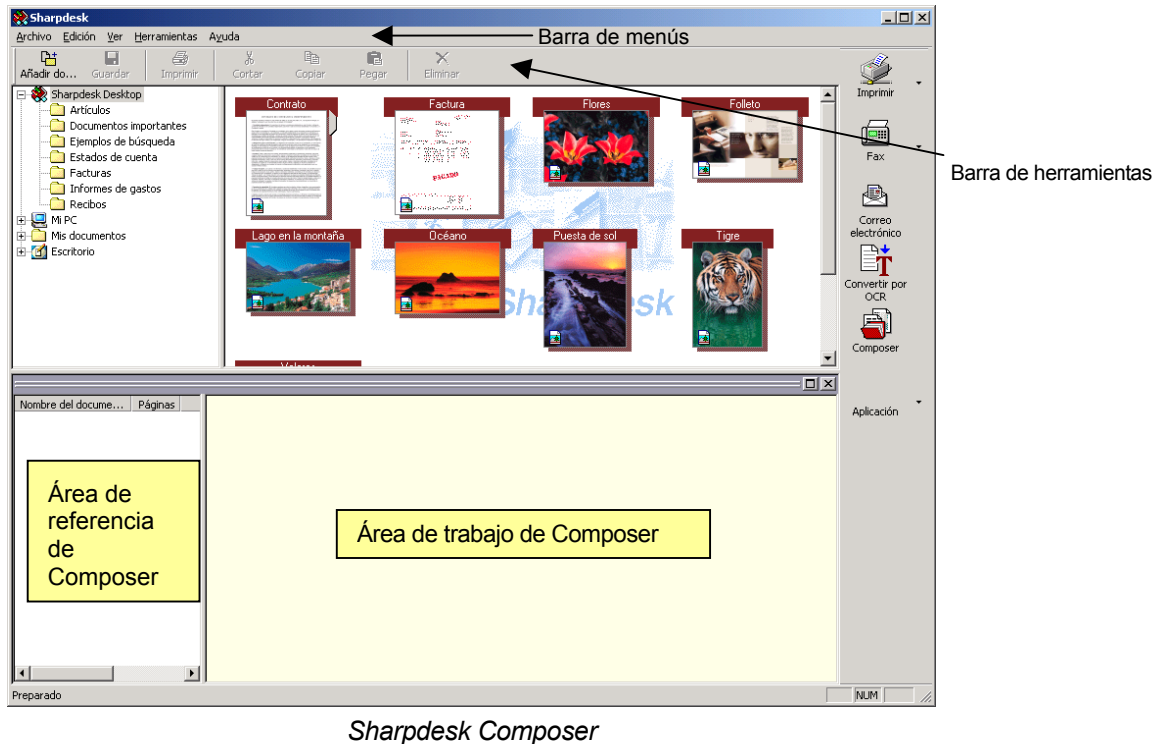 Sharpdesk
Archivo Edición Ver Herramientas Ayuda
Barra de menús
Añadir do... Guardar Imprimir Cortar Copiar Pegar Eliminar
Sharpdesk Desktop
Artículos
Documentos importantes
Ejemplos de búsqueda
Estados de cuenta
Facturas
Informes de gastos
Recibos
Mi PC
Mis documentos
Escritorio
Contrato Factura Flores Folleto
PAGADO
Lago en la montaña Océano Puesta de sol Tigre
Sharpdesk
Imprimir
Fax
Correo
electrónico
Convertir por
OCR
Composer
Aplicación
Barra de herramientas
Nombre del docume... Páginas
Área de
referencia
de
Composer
Área de trabajo de Composer
Preparado
NUM
Sharpdesk Composer